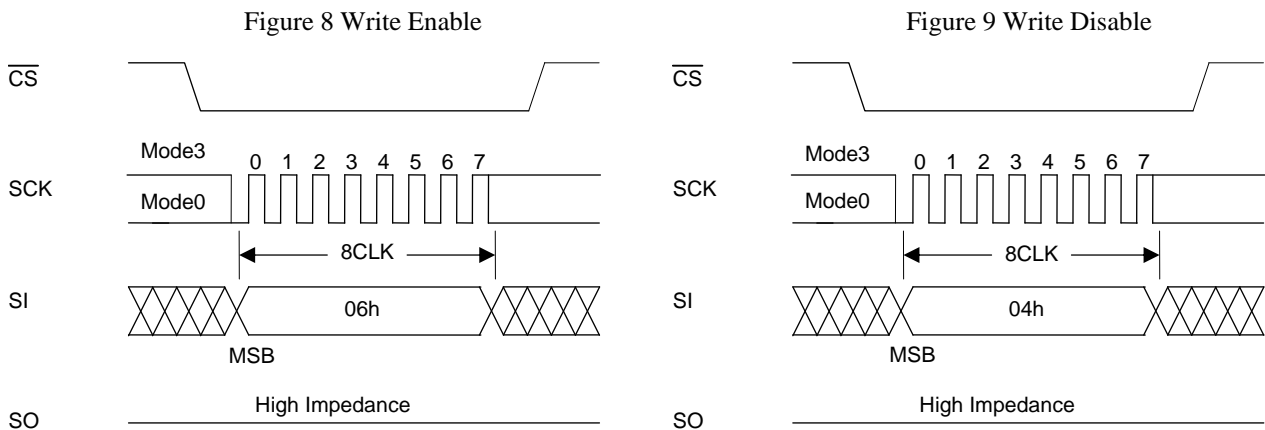 Figure 8 Write Enable
CS
Mode3
0 1 2 3 4 5 6 7
SCK
Mode0
8CLK
SI
06h
MSB
High Impedance
SO
Figure 9 Write Disable
CS
Mode3
0 1 2 3 4 5 6 7
SCK
Mode0
8CLK
SI
04h
MSB
High Impedance
SO